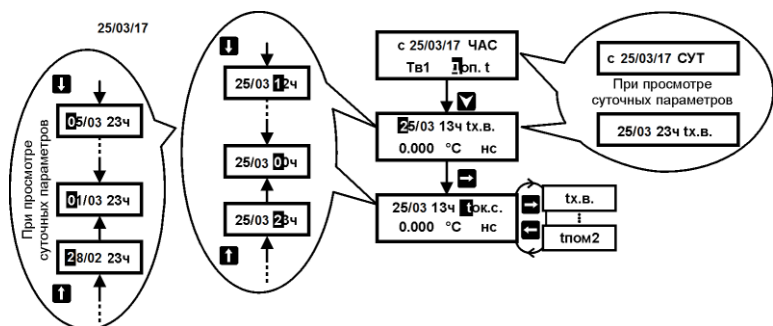 25/03/17
При просмотре
суточных параметров
05/03 23ч
01/03 23ч
28/02 23ч
25/03 12ч
25/03 00ч
25/03 23ч
с 25/03/17 ЧАС
Тв1 Доп. t
25/03 13ч tх.в.
0.000 °C нс
25/03 13ч tок.с.
0.000 °C нс
tх.в.
tпом2
с 25/03/17 СУТ
При просмотре
суточных параметров
25/03 23ч tх.в.